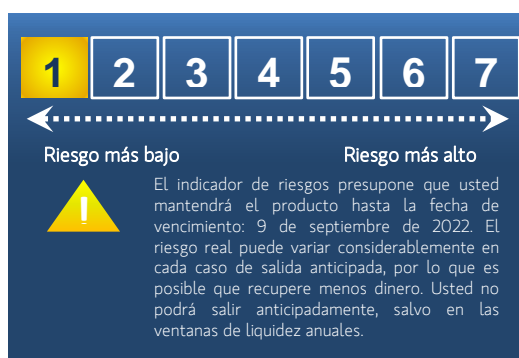 1 2 3 4 5 6 7
Riesgo más bajo Riesgo más alto
!
El indicador de riesgos presupone que usted
mantendrá el producto hasta la fecha de
vencimiento: 9 de septiembre de 2022. El
riesgo real puede variar considerablemente en
cada caso de salida anticipada, por lo que es
posible que recupere menos dinero. Usted no
podrá salir anticipadamente, salvo en las
ventanas de liquidez anuales.